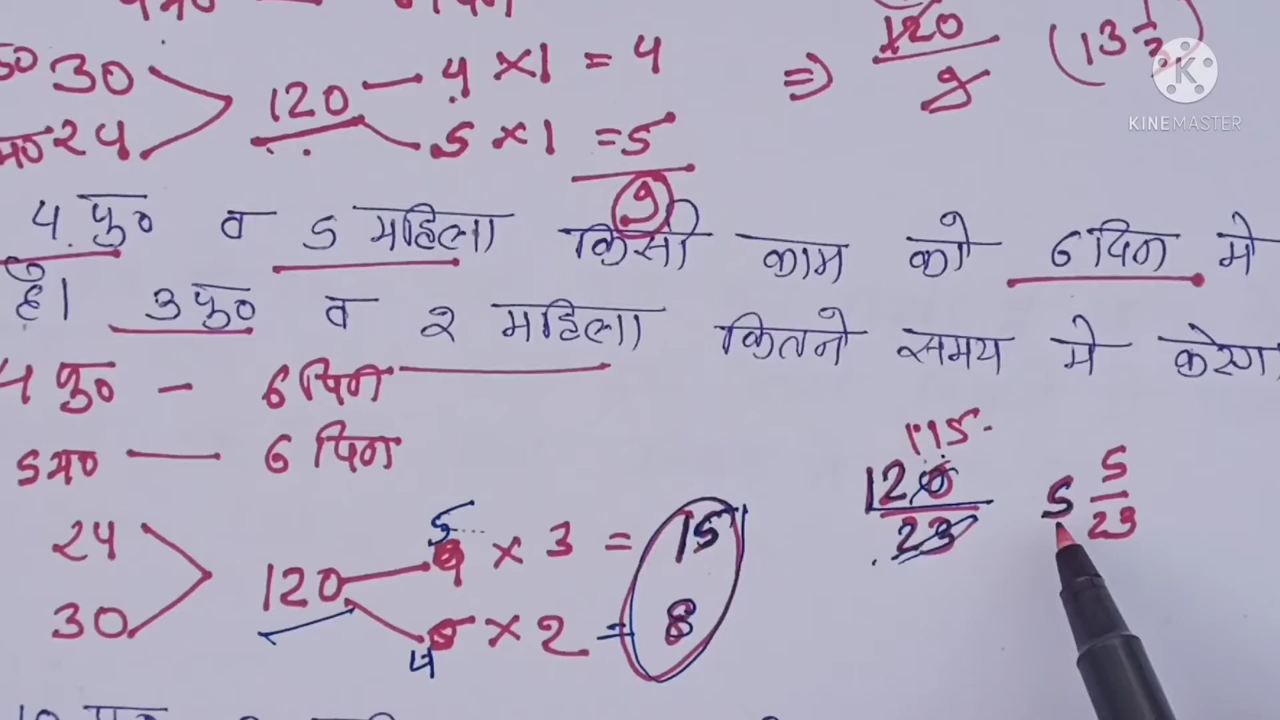 30 120 4 × 1 = 4 ⇒ 120/9 (13 1/3)
24 5 × 1 = 5
9
KINEMASTER
4 पु० व 5 महिला किसी काम को 6 दिन मे
है। 3 पु० व 2 महिला कितने समय मे करेगा
4 पु० — 6 दिन
5 म० — 6 दिन
115
120/23 5 5/23
24 120 5 × 3 = 15
30 4 × 2 = 8